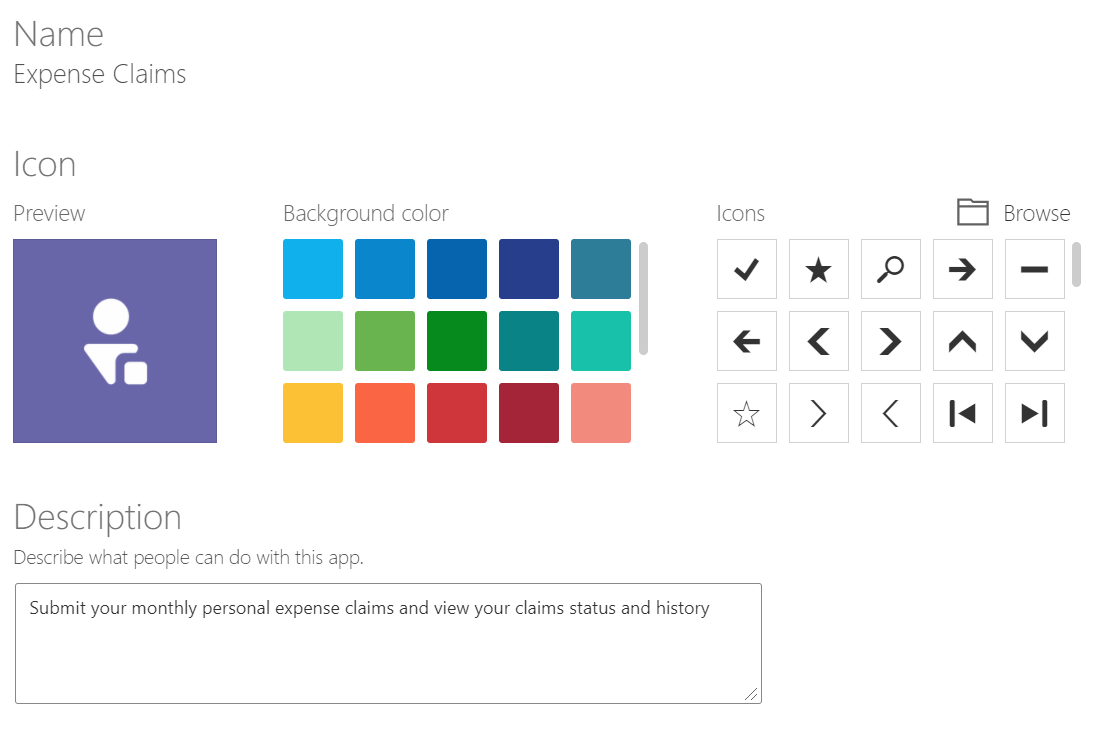 Name
Expense Claims
Icon
Preview
Background color
Icons
Browse
Description
Describe what people can do with this app.
Submit your monthly personal expense claims and view your claims status and history